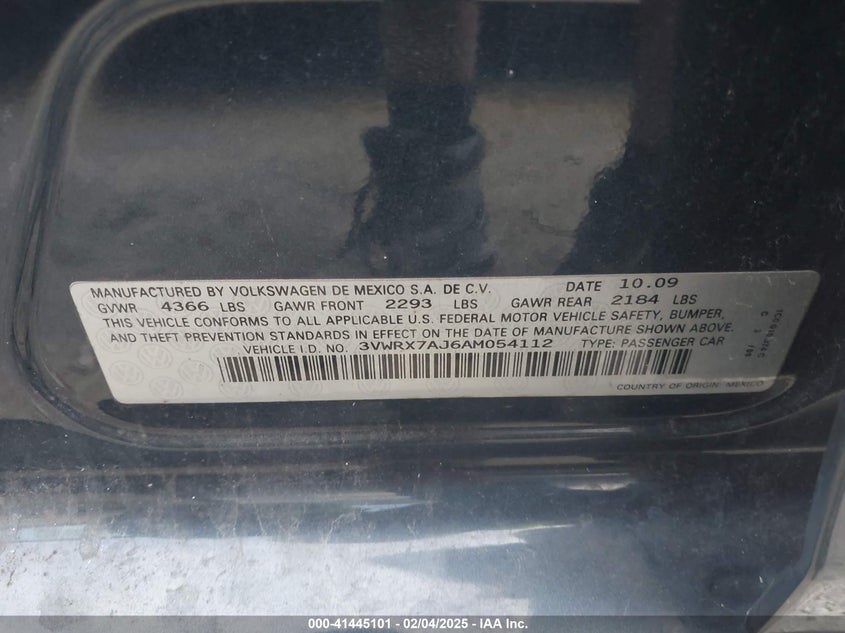 MANUFACTURED BY VOLKSWAGEN DE MEXICO S.A. DE C.V. DATE 10.09
GVWR 4366 LBS GAWR FRONT 2293 LBS GAWR REAR 2184 LBS
THIS VEHICLE CONFORMS TO ALL APPLICABLE U.S. FEDERAL MOTOR VEHICLE SAFETY, BUMPER,
AND THEFT PREVENTION STANDARDS IN EFFECT ON THE DATE OF MANUFACTURE SHOWN ABOVE.
VEHICLE I.D. NO. 3VWRX7AJ6AM054112 TYPE: PASSENGER CAR
COUNTRY OF ORIGIN: MEXICO
000-41445101 - 02/04/2025 - IAA Inc.